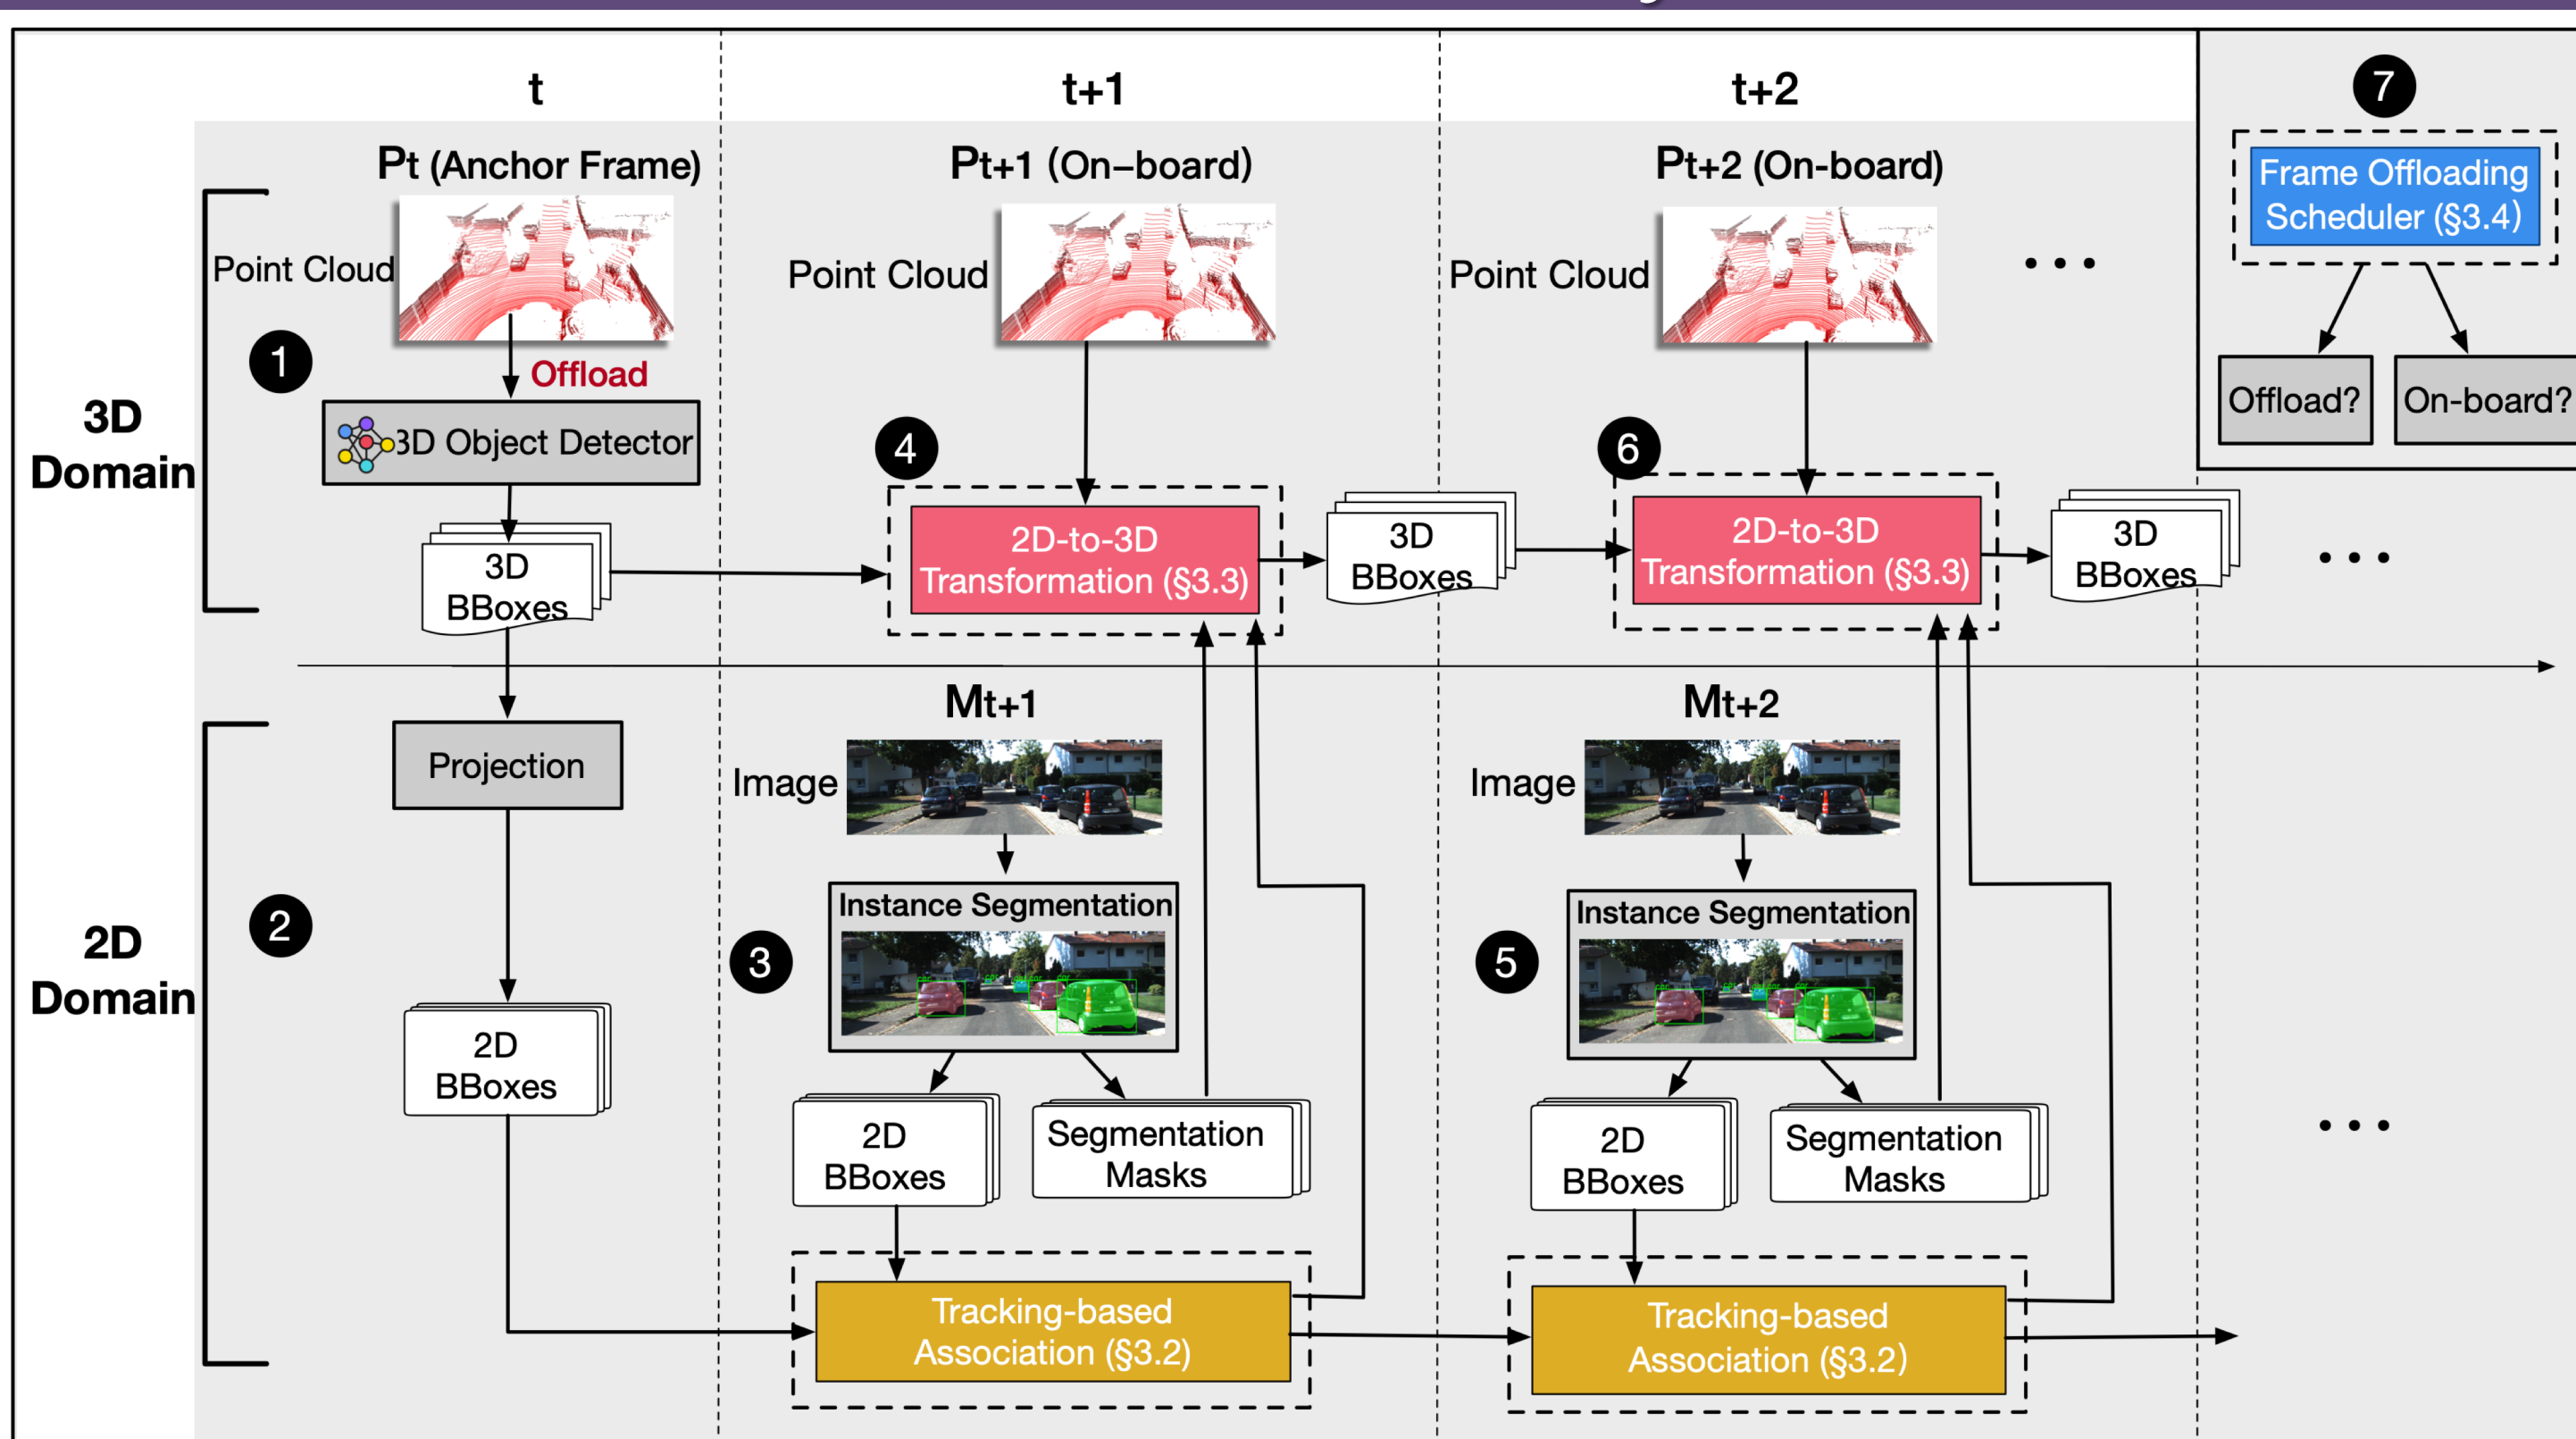 t
t+1
t+2
7
Pt (Anchor Frame)
Pt+1 (On–board)
Pt+2 (On-board)
Frame Offloading
Scheduler (§3.4)
Point Cloud
Point Cloud
Point Cloud
...
1
Offload
Offload?
On-board?
3D
Domain
3D Object Detector
4
6
3D
BBoxes
2D-to-3D
Transformation (§3.3)
3D
BBoxes
2D-to-3D
Transformation (§3.3)
3D
BBoxes
...
Mt+1
Mt+2
Projection
Image
Image
2D
Domain
2
3
Instance Segmentation
5
Instance Segmentation
2D
BBoxes
2D
BBoxes
Segmentation
Masks
2D
BBoxes
Segmentation
Masks
...
Tracking-based
Association (§3.2)
Tracking-based
Association (§3.2)